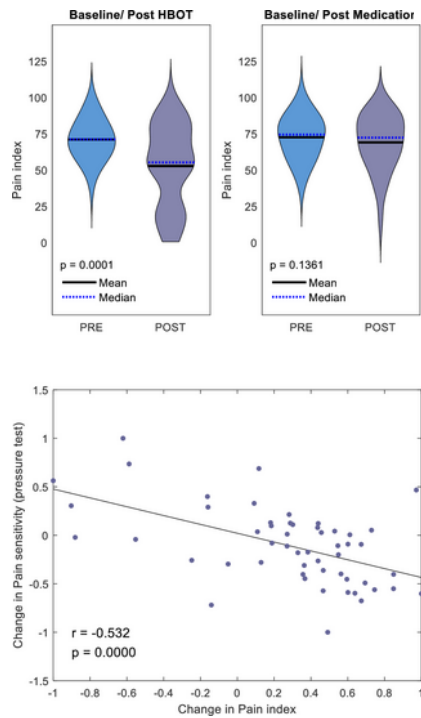 Baseline/ Post HBOT
Baseline/ Post Medication
125
100
75
50
25
0
Pain index
p = 0.0001
Mean
Median
PRE
POST
125
100
75
50
25
0
Pain index
p = 0.1361
Mean
Median
PRE
POST
1.5
1
0.5
0
-0.5
-1
-1.5
Change in Pain sensitivity (pressure test)
r = -0.532
p = 0.0000
-1
-0.8
-0.6
-0.4
-0.2
0
0.2
0.4
0.6
0.8
1
Change in Pain index